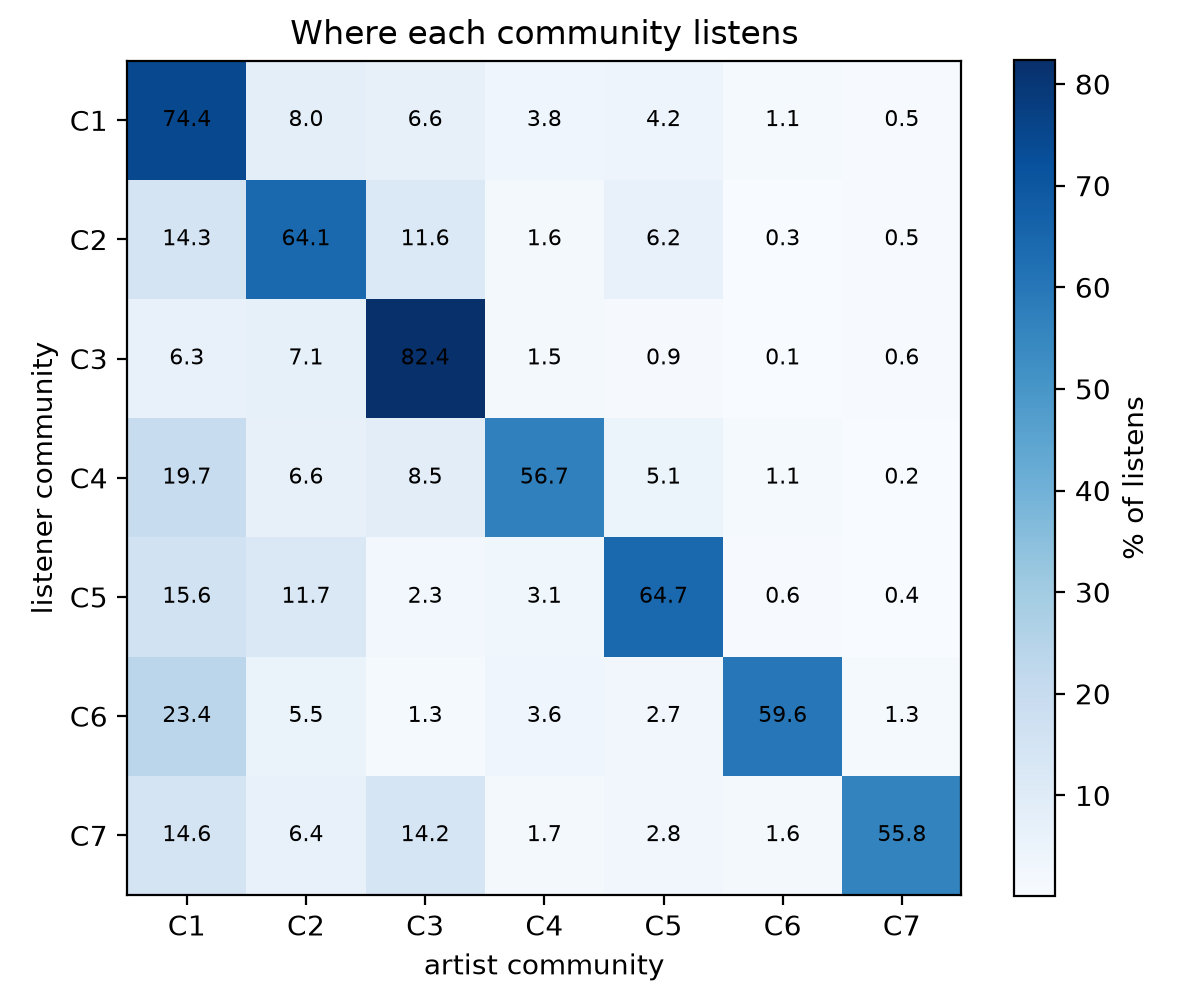 Where each community listens
C1 74.4 8.0 6.6 3.8 4.2 1.1 0.5
C2 14.3 64.1 11.6 1.6 6.2 0.3 0.5
C3 6.3 7.1 82.4 1.5 0.9 0.1 0.6
C4 19.7 6.6 8.5 56.7 5.1 1.1 0.2
C5 15.6 11.7 2.3 3.1 64.7 0.6 0.4
C6 23.4 5.5 1.3 3.6 2.7 59.6 1.3
C7 14.6 6.4 14.2 1.7 2.8 1.6 55.8
C1 C2 C3 C4 C5 C6 C7
artist community
listener community
80
70
60
50
40
30
20
10
% of listens